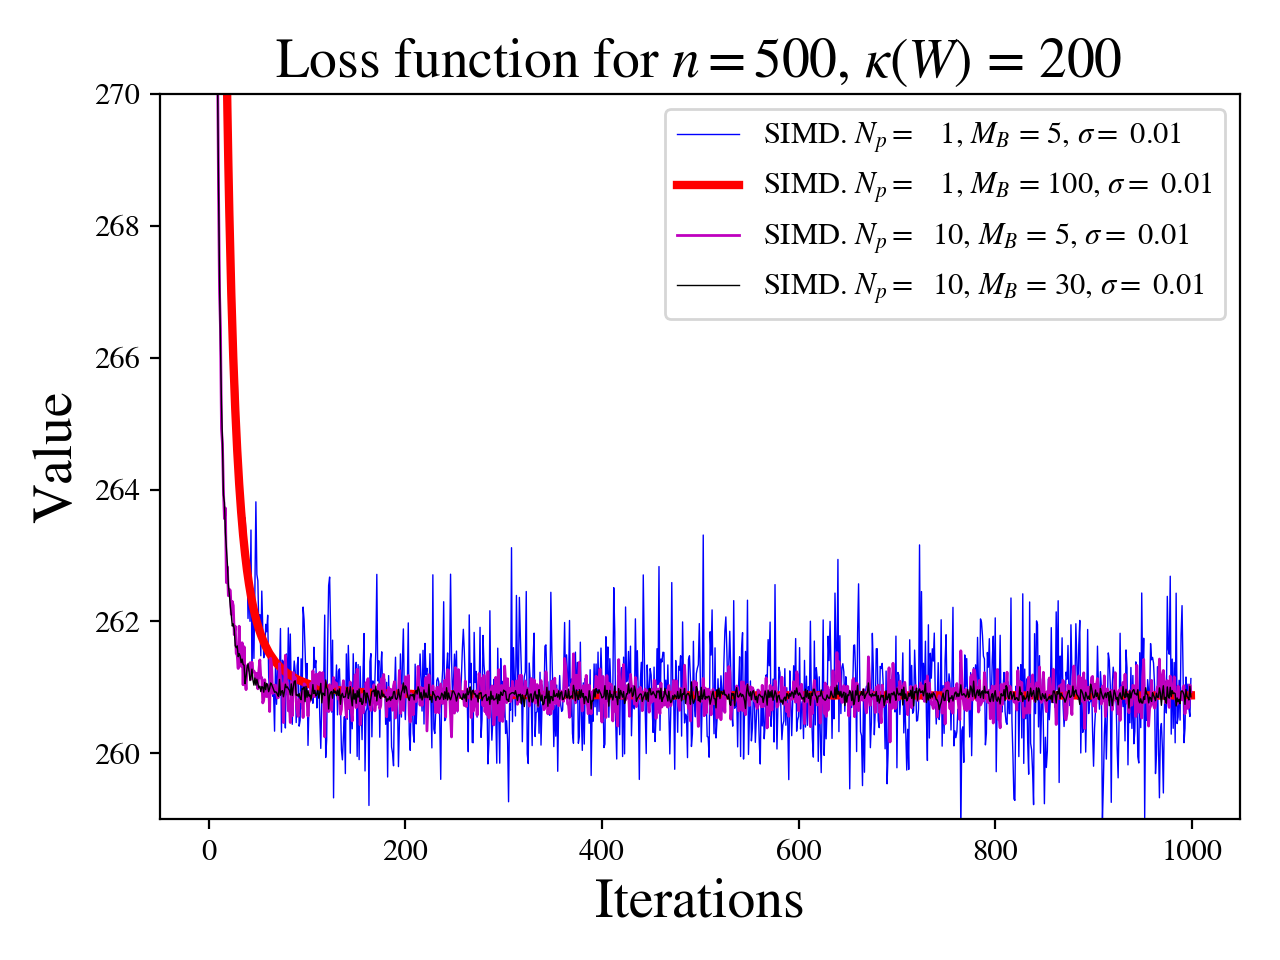 Loss function for n = 500, κ(W) = 200
270
268
266
264
262
260
Value
SIMD. N_p = 1, M_B = 5, σ = 0.01
SIMD. N_p = 1, M_B = 100, σ = 0.01
SIMD. N_p = 10, M_B = 5, σ = 0.01
SIMD. N_p = 10, M_B = 30, σ = 0.01
0 200 400 600 800 1000
Iterations